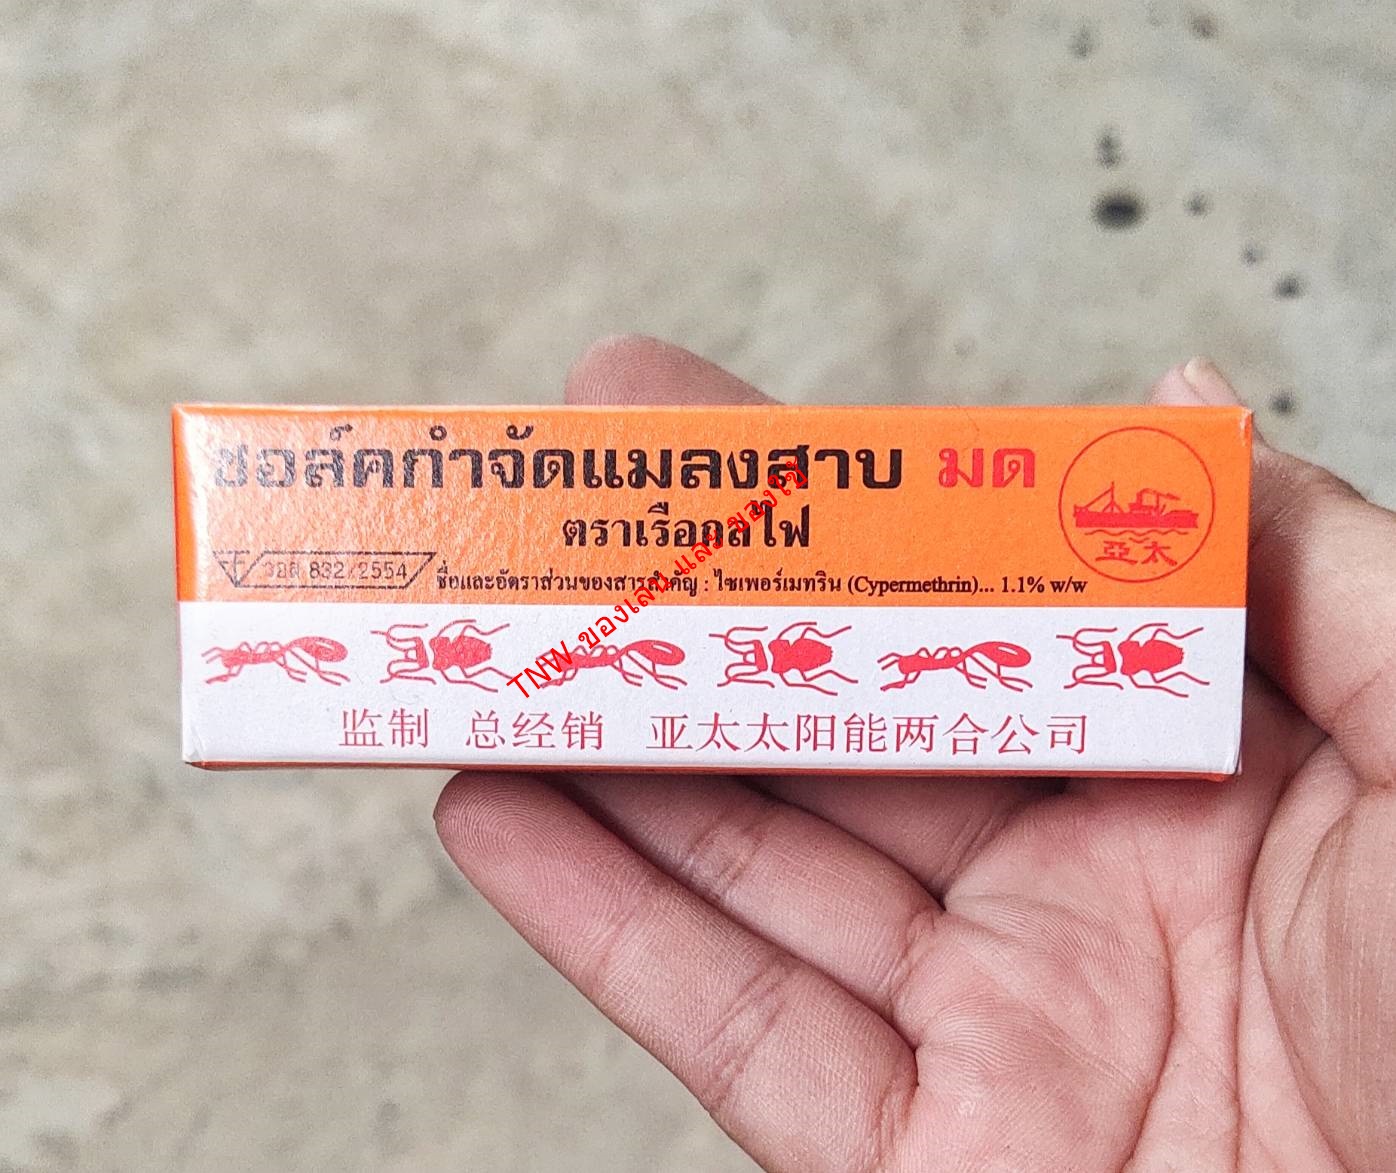 ชอล์คกำจัดแมลงสาบ มด
ตราเรือกลไฟ
วอส 832/2554
ชื่อและอัตราส่วนของสารสำคัญ : ไซเพอร์เมทริน (Cypermethrin)... 1.1% w/w
亞太
TNW ของเล่น และ ของใช้
监制 总经销 亚太太阳能两合公司